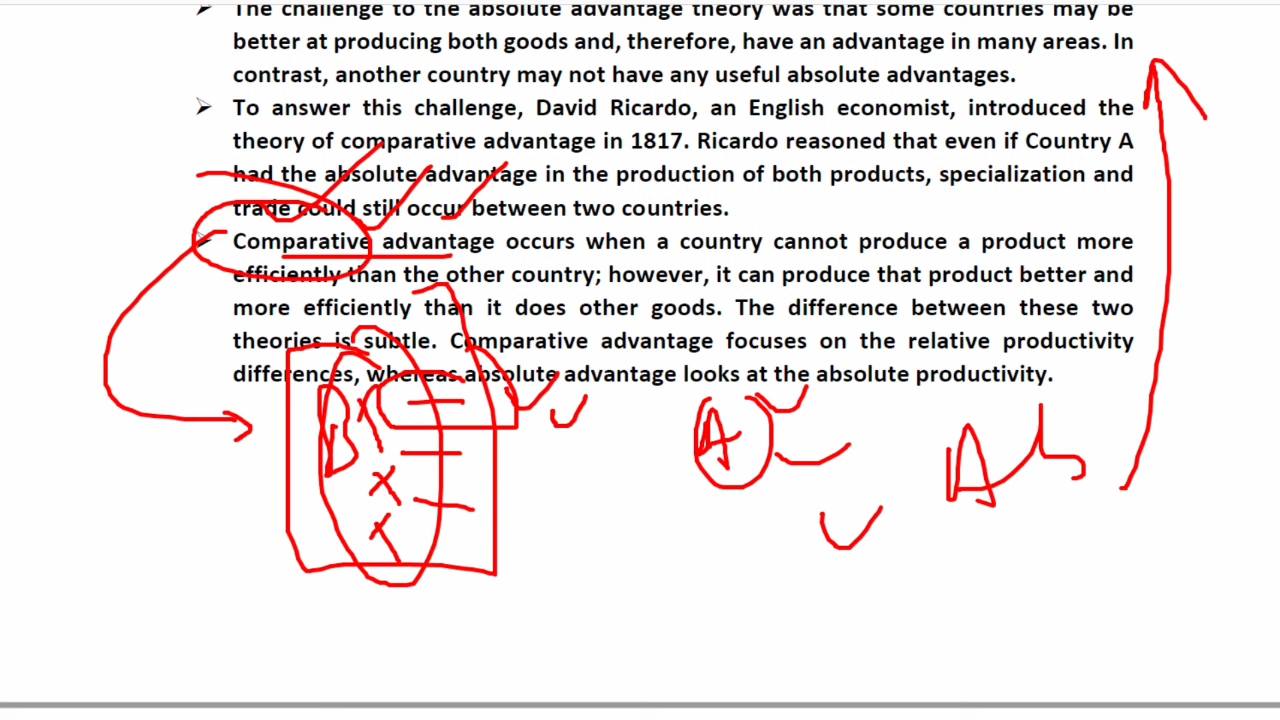 The challenge to the absolute advantage theory was that some countries may be
better at producing both goods and, therefore, have an advantage in many areas. In
contrast, another country may not have any useful absolute advantages.
To answer this challenge, David Ricardo, an English economist, introduced the
theory of comparative advantage in 1817. Ricardo reasoned that even if Country A
had the absolute advantage in the production of both products, specialization and
trade could still occur between two countries.
Comparative advantage occurs when a country cannot produce a product more
efficiently than the other country; however, it can produce that product better and
more efficiently than it does other goods. The difference between these two
theories is subtle. Comparative advantage focuses on the relative productivity
differences, whereas absolute advantage looks at the absolute productivity.